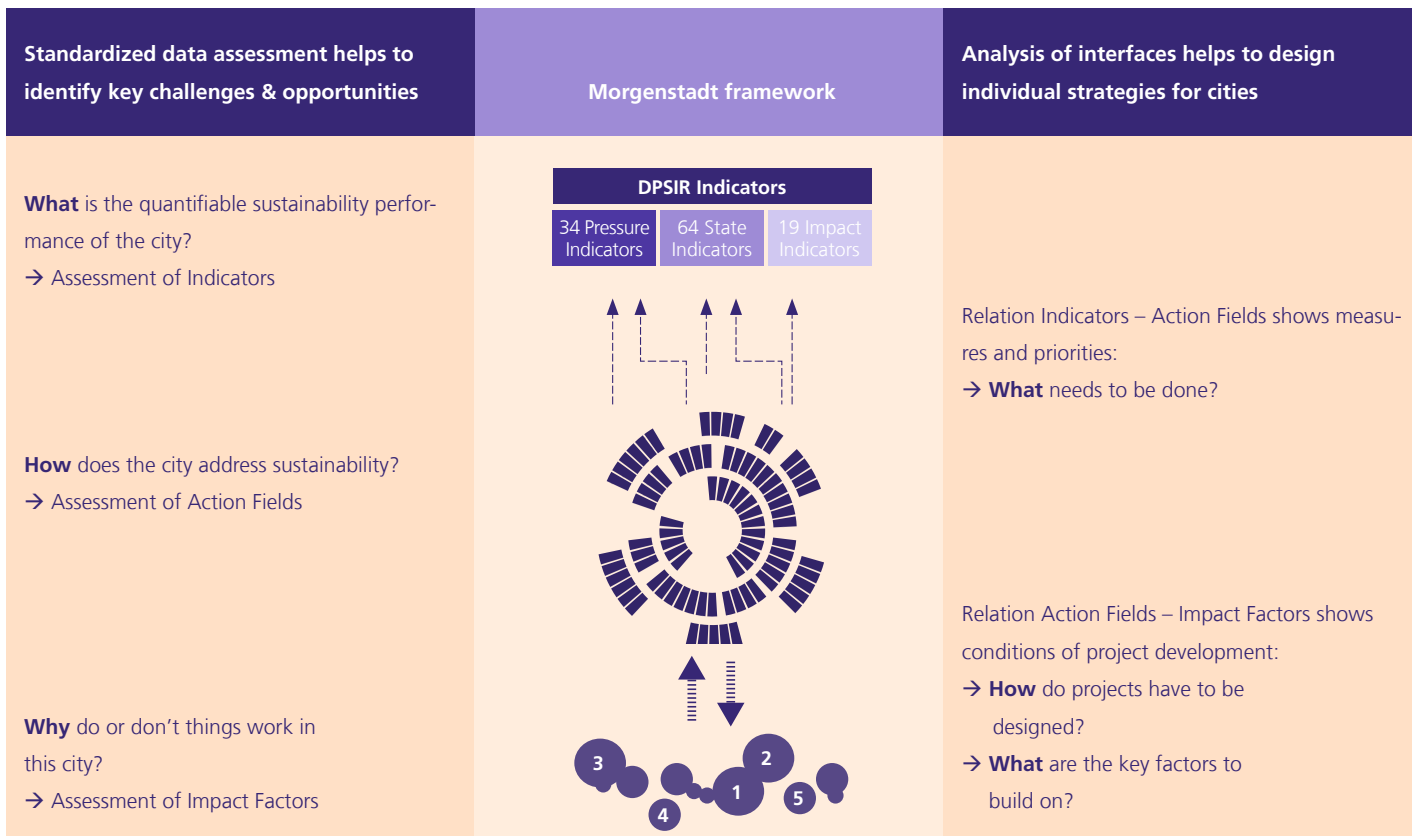 Standardized data assessment helps to
identify key challenges & opportunities
What is the quantifiable sustainability perfor-
mance of the city?
→ Assessment of Indicators
How does the city address sustainability?
→ Assessment of Action Fields
Why do or don’t things work in
this city?
→ Assessment of Impact Factors
Morgenstadt framework
DPSIR Indicators
34 Pressure
Indicators
64 State
Indicators
19 Impact
Indicators
3
2
1
5
4
Analysis of interfaces helps to design
individual strategies for cities
Relation Indicators – Action Fields shows measu-
res and priorities:
→ What needs to be done?
Relation Action Fields – Impact Factors shows
conditions of project development:
→ How do projects have to be
designed?
→ What are the key factors to
build on?